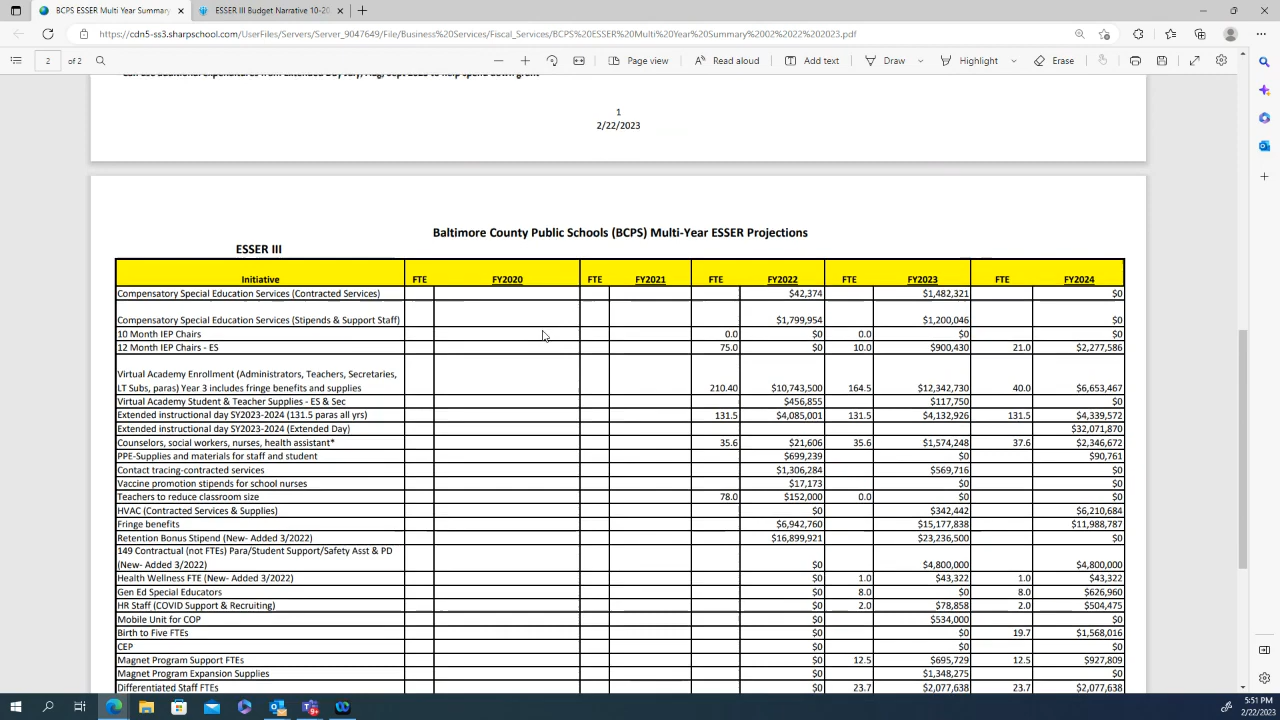 BCPS ESSER Multi Year Summary
ESSER III Budget Narrative 10-20
https://cdn5-ss3.sharpschool.com/UserFiles/Servers/Server_9047649/File/Business%20Services/Fiscal_Services/BCPS%20ESSER%20Multi%20Year%20Summary%2002%2022%202023.pdf
2 of 2 Page view Read aloud Add text Draw Highlight Erase
Can use additional expenditures from Extended Day July/Aug/Sept 2023 to help spend down grant
1
2/22/2023
Baltimore County Public Schools (BCPS) Multi-Year ESSER Projections
ESSER III
Initiative FTE FY2020 FTE FY2021 FTE FY2022 FTE FY2023 FTE FY2024
Compensatory Special Education Services (Contracted Services) $42,374 $1,482,321 $0
Compensatory Special Education Services (Stipends & Support Staff) $1,799,954 $1,200,046 $0
10 Month IEP Chairs 0.0 $0 0.0 $0 $0
12 Month IEP Chairs - ES 75.0 $0 10.0 $900,430 21.0 $2,277,586
Virtual Academy Enrollment (Administrators, Teachers, Secretaries,
LT Subs, paras) Year 3 includes fringe benefits and supplies 210.40 $10,743,500 164.5 $12,342,730 40.0 $6,653,467
Virtual Academy Student & Teacher Supplies - ES & Sec $456,855 $117,750 $0
Extended instructional day SY2023-2024 (131.5 paras all yrs) 131.5 $4,085,001 131.5 $4,132,926 131.5 $4,339,572
Extended instructional day SY2023-2024 (Extended Day) $32,071,870
Counselors, social workers, nurses, health assistant* 35.6 $21,606 35.6 $1,574,248 37.6 $2,346,672
PPE-Supplies and materials for staff and student $699,239 $0 $90,761
Contact tracing-contracted services $1,306,284 $569,716 $0
Vaccine promotion stipends for school nurses $17,173 $0 $0
Teachers to reduce classroom size 78.0 $152,000 0.0 $0 $0
HVAC (Contracted Services & Supplies) $0 $342,442 $6,210,684
Fringe benefits $6,942,760 $15,177,838 $11,988,787
Retention Bonus Stipend (New- Added 3/2022) $16,899,921 $23,236,500 $0
149 Contractual (not FTEs) Para/Student Support/Safety Asst & PD
(New- Added 3/2022) $0 $4,800,000 $4,800,000
Health Wellness FTE (New- Added 3/2022) $0 1.0 $43,322 1.0 $43,322
Gen Ed Special Educators $0 8.0 $0 8.0 $626,960
HR Staff (COVID Support & Recruiting) $0 2.0 $78,858 2.0 $504,475
Mobile Unit for COP $0 $534,000 $0
Birth to Five FTEs $0 $0 19.7 $1,568,016
CEP $0 $0 $0
Magnet Program Support FTEs $0 12.5 $695,729 12.5 $927,809
Magnet Program Expansion Supplies $0 $1,348,275 $0
Differentiated Staff FTEs $0 23.7 $2,077,638 23.7 $2,077,638
5:51 PM
2/22/2023